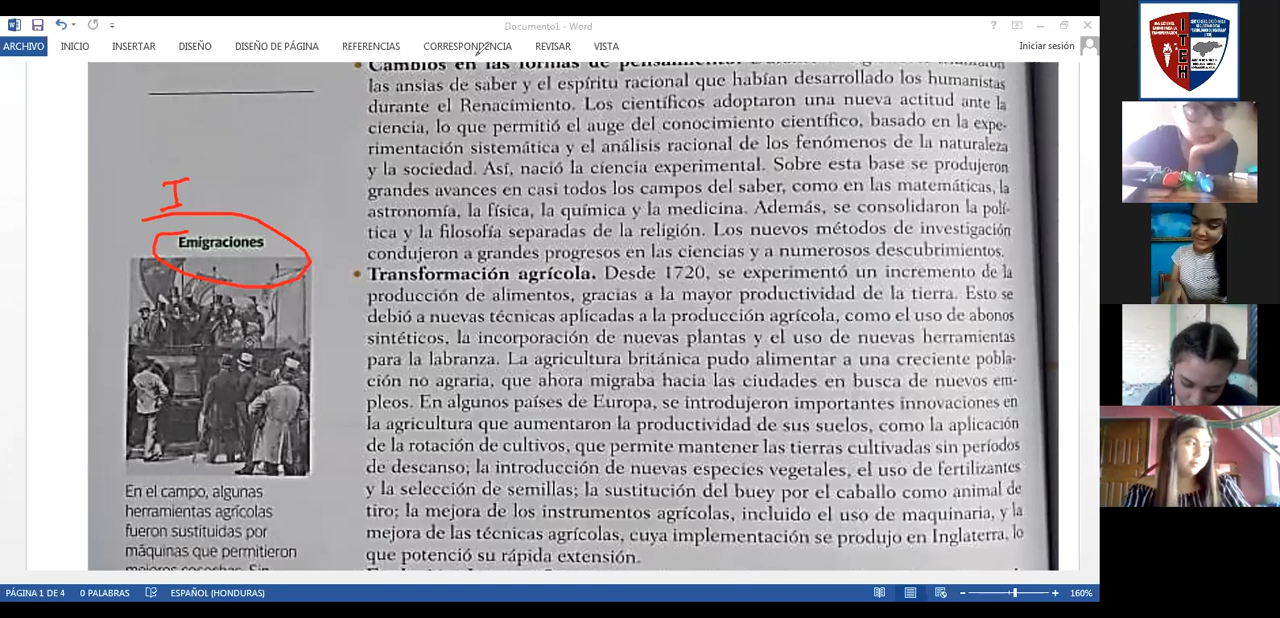 Documento1 - Word
ARCHIVO INICIO INSERTAR DISEÑO DISEÑO DE PÁGINA REFERENCIAS CORRESPONDENCIA REVISAR VISTA Iniciar sesión
I
Emigraciones
En el campo, algunas
herramientas agrícolas
fueron sustituidas por
máquinas que permitieron
mejores cosechas. Sin
• Cambios en las formas de pensamiento.
las ansias de saber y el espíritu racional que habían desarrollado los humanistas
durante el Renacimiento. Los científicos adoptaron una nueva actitud ante la
ciencia, lo que permitió el auge del conocimiento científico, basado en la expe-
rimentación sistemática y el análisis racional de los fenómenos de la naturaleza
y la sociedad. Así, nació la ciencia experimental. Sobre esta base se produjeron
grandes avances en casi todos los campos del saber, como en las matemáticas, la
astronomía, la física, la química y la medicina. Además, se consolidaron la polí-
tica y la filosofía separadas de la religión. Los nuevos métodos de investigación
condujeron a grandes progresos en las ciencias y a numerosos descubrimientos.
• Transformación agrícola. Desde 1720, se experimentó un incremento de la
producción de alimentos, gracias a la mayor productividad de la tierra. Esto se
debió a nuevas técnicas aplicadas a la producción agrícola, como el uso de abonos
sintéticos, la incorporación de nuevas plantas y el uso de nuevas herramientas
para la labranza. La agricultura británica pudo alimentar a una creciente pobla-
ción no agraria, que ahora migraba hacia las ciudades en busca de nuevos em-
pleos. En algunos países de Europa, se introdujeron importantes innovaciones en
la agricultura que aumentaron la productividad de sus suelos, como la aplicación
de la rotación de cultivos, que permite mantener las tierras cultivadas sin períodos
de descanso; la introducción de nuevas especies vegetales, el uso de fertilizantes
y la selección de semillas; la sustitución del buey por el caballo como animal de
tiro; la mejora de los instrumentos agrícolas, incluido el uso de maquinaria, y la
mejora de las técnicas agrícolas, cuya implementación se produjo en Inglaterra, lo
que potenció su rápida extensión.
PÁGINA 1 DE 4 0 PALABRAS ESPAÑOL (HONDURAS) 160%
ITEH